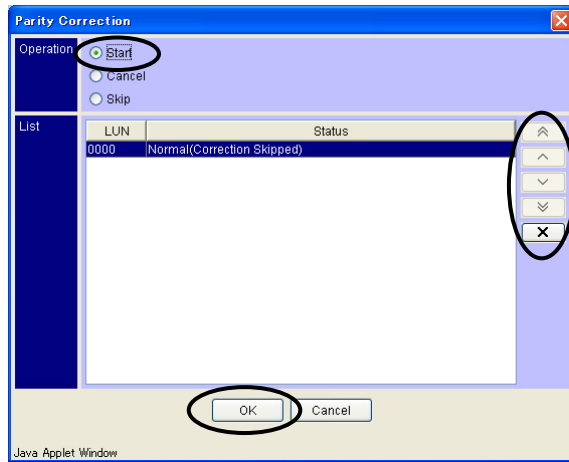 Parity Correction
Operation
Start
Cancel
Skip
List
LUN Status
0000 Normal(Correction Skipped)
OK Cancel
Java Applet Window